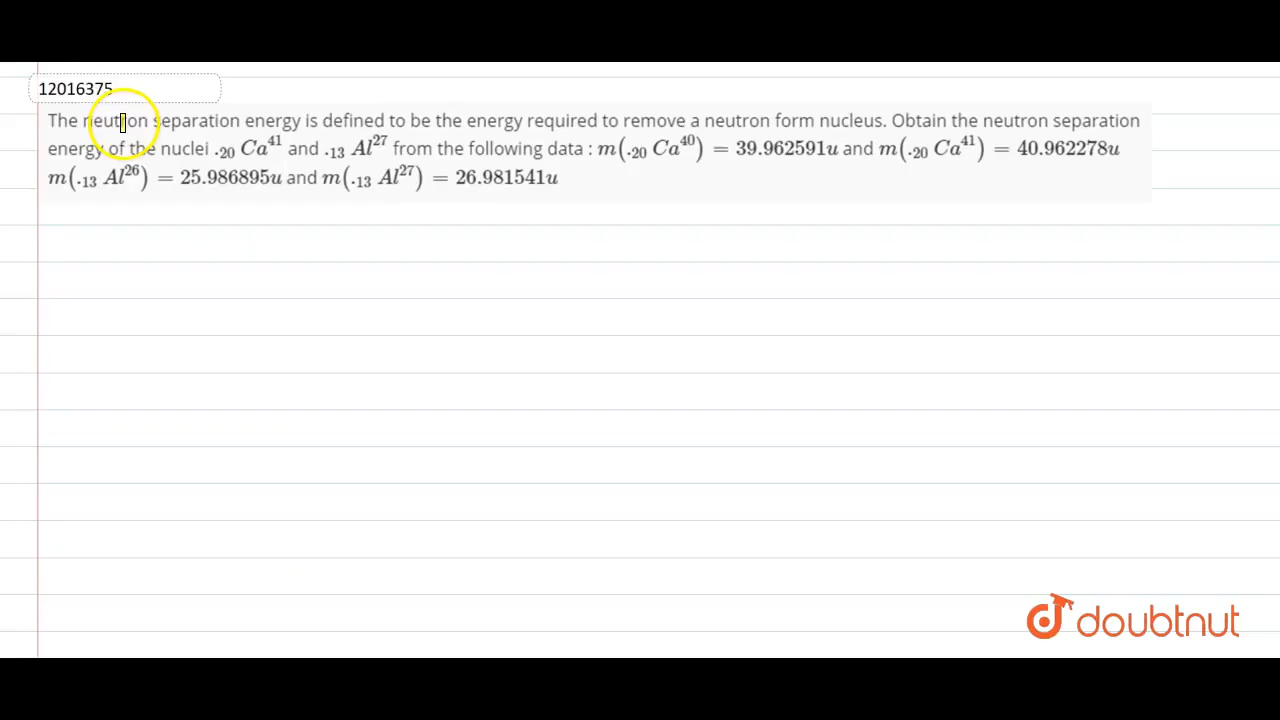 12016375
The neutron separation energy is defined to be the energy required to remove a neutron form nucleus. Obtain the neutron separation
energy of the nuclei .₂₀ Ca⁴¹ and .₁₃ Al²⁷ from the following data : m(.₂₀ Ca⁴⁰) = 39.962591u and m(.₂₀ Ca⁴¹) = 40.962278u
m(.₁₃ Al²⁶) = 25.986895u and m(.₁₃ Al²⁷) = 26.981541u
doubtnut